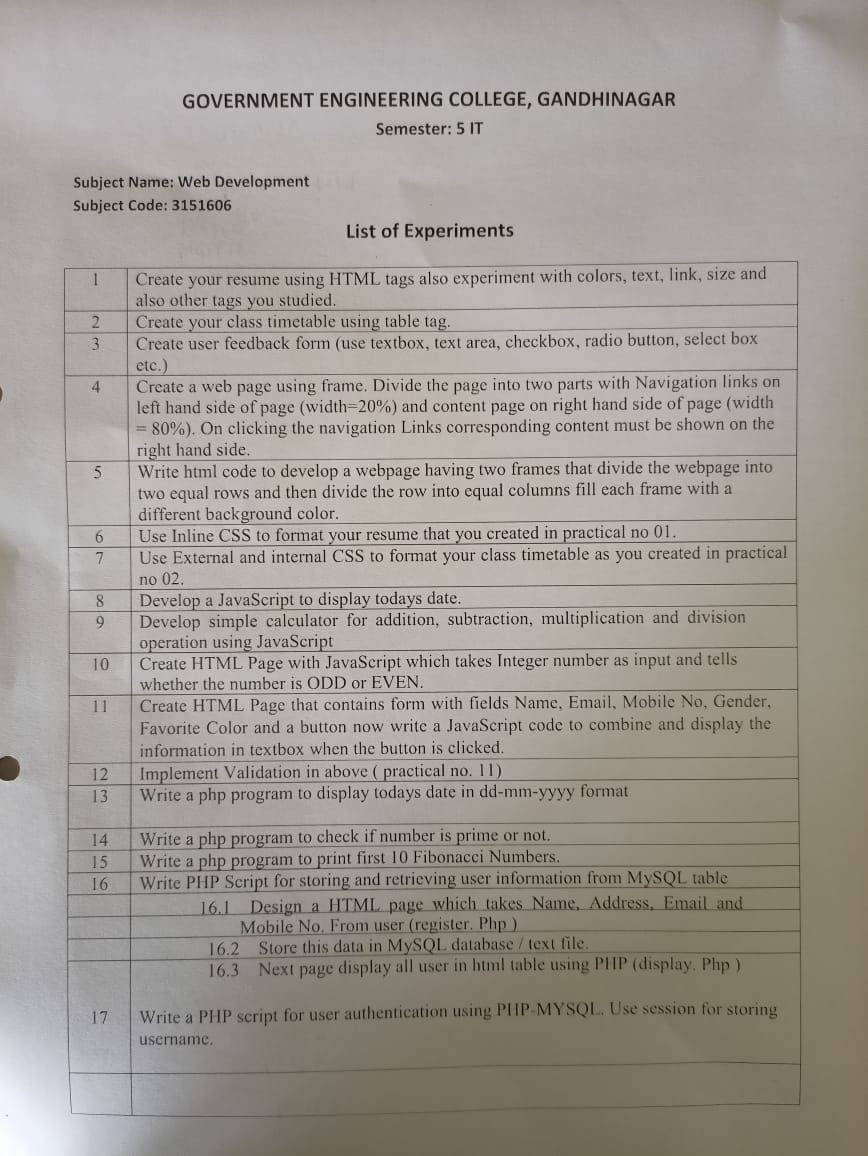 GOVERNMENT ENGINEERING COLLEGE, GANDHINAGAR
Semester: 5 IT
Subject Name: Web Development
Subject Code: 3151606
List of Experiments
1 Create your resume using HTML tags also experiment with colors, text, link, size and
also other tags you studied.
2 Create your class timetable using table tag.
3 Create user feedback form (use textbox, text area, checkbox, radio button, select box
etc.)
4 Create a web page using frame. Divide the page into two parts with Navigation links on
left hand side of page (width=20%) and content page on right hand side of page (width
= 80%). On clicking the navigation Links corresponding content must be shown on the
right hand side.
5 Write html code to develop a webpage having two frames that divide the webpage into
two equal rows and then divide the row into equal columns fill each frame with a
different background color.
6 Use Inline CSS to format your resume that you created in practical no 01.
7 Use External and internal CSS to format your class timetable as you created in practical
no 02.
8 Develop a JavaScript to display todays date.
9 Develop simple calculator for addition, subtraction, multiplication and division
operation using JavaScript
10 Create HTML Page with JavaScript which takes Integer number as input and tells
whether the number is ODD or EVEN.
11 Create HTML Page that contains form with fields Name, Email, Mobile No, Gender,
Favorite Color and a button now write a JavaScript code to combine and display the
information in textbox when the button is clicked.
12 Implement Validation in above ( practical no. 11)
13 Write a php program to display todays date in dd-mm-yyyy format
14 Write a php program to check if number is prime or not.
15 Write a php program to print first 10 Fibonacci Numbers.
16 Write PHP Script for storing and retrieving user information from MySQL table
16.1 Design a HTML page which takes Name, Address, Email and
Mobile No. From user (register. Php )
16.2 Store this data in MySQL database / text file.
16.3 Next page display all user in html table using PHP (display. Php )
17 Write a PHP script for user authentication using PHP-MYSQL. Use session for storing
username.